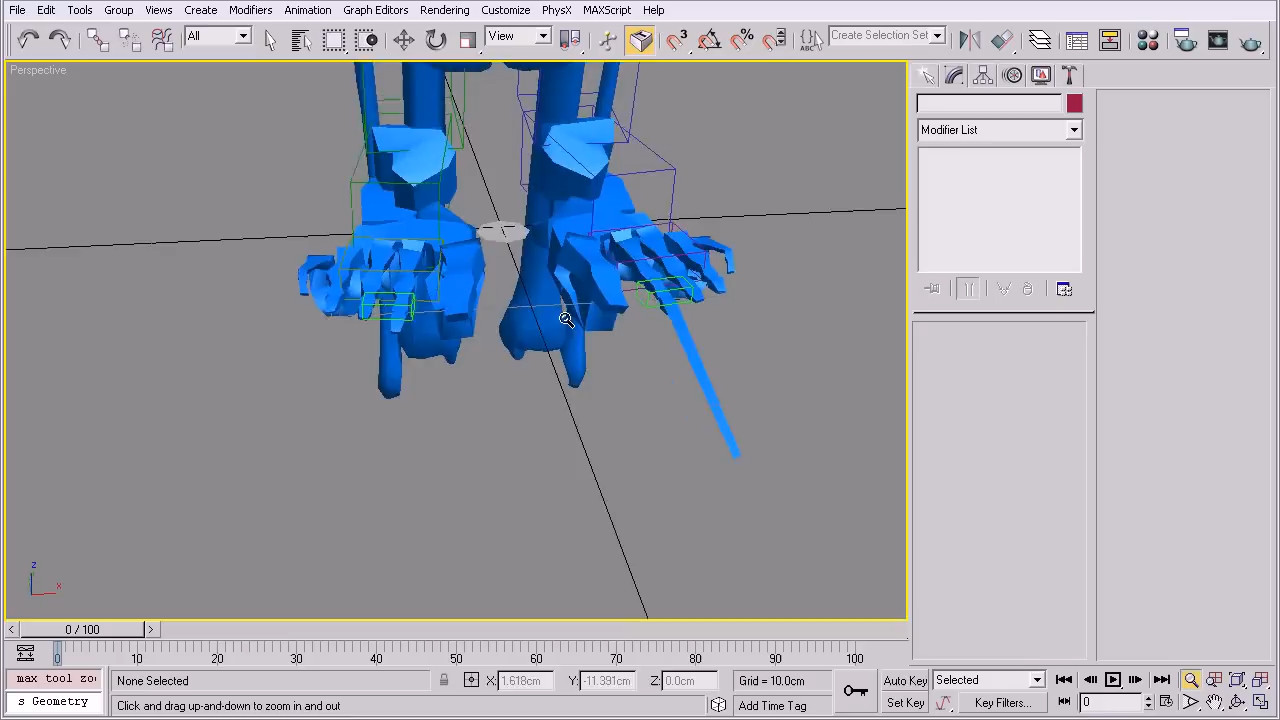 File Edit Tools Group Views Create Modifiers Animation Graph Editors Rendering Customize PhysX MAXScript Help
All View 3 % ABC Create Selection Set
Perspective
Modifier List
z
x
0 / 100
0 10 20 30 40 50 60 70 80 90 100
max tool zo None Selected X: 1.618cm Y: -11.391cm Z: 0.0cm Grid = 10.0cm Auto Key Selected
s Geometry Click and drag up-and-down to zoom in and out Add Time Tag Set Key Key Filters... 0